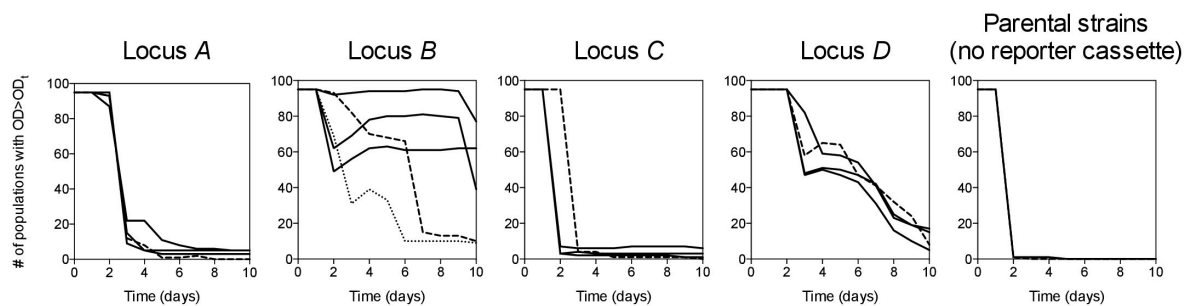 Locus A
Locus B
Locus C
Locus D
Parental strains
(no reporter cassette)
# of populations with OD>ODt
100
80
60
40
20
0
0 2 4 6 8 10
Time (days)
100
80
60
40
20
0
0 2 4 6 8 10
Time (days)
100
80
60
40
20
0
0 2 4 6 8 10
Time (days)
100
80
60
40
20
0
0 2 4 6 8 10
Time (days)
100
80
60
40
20
0
0 2 4 6 8 10
Time (days)